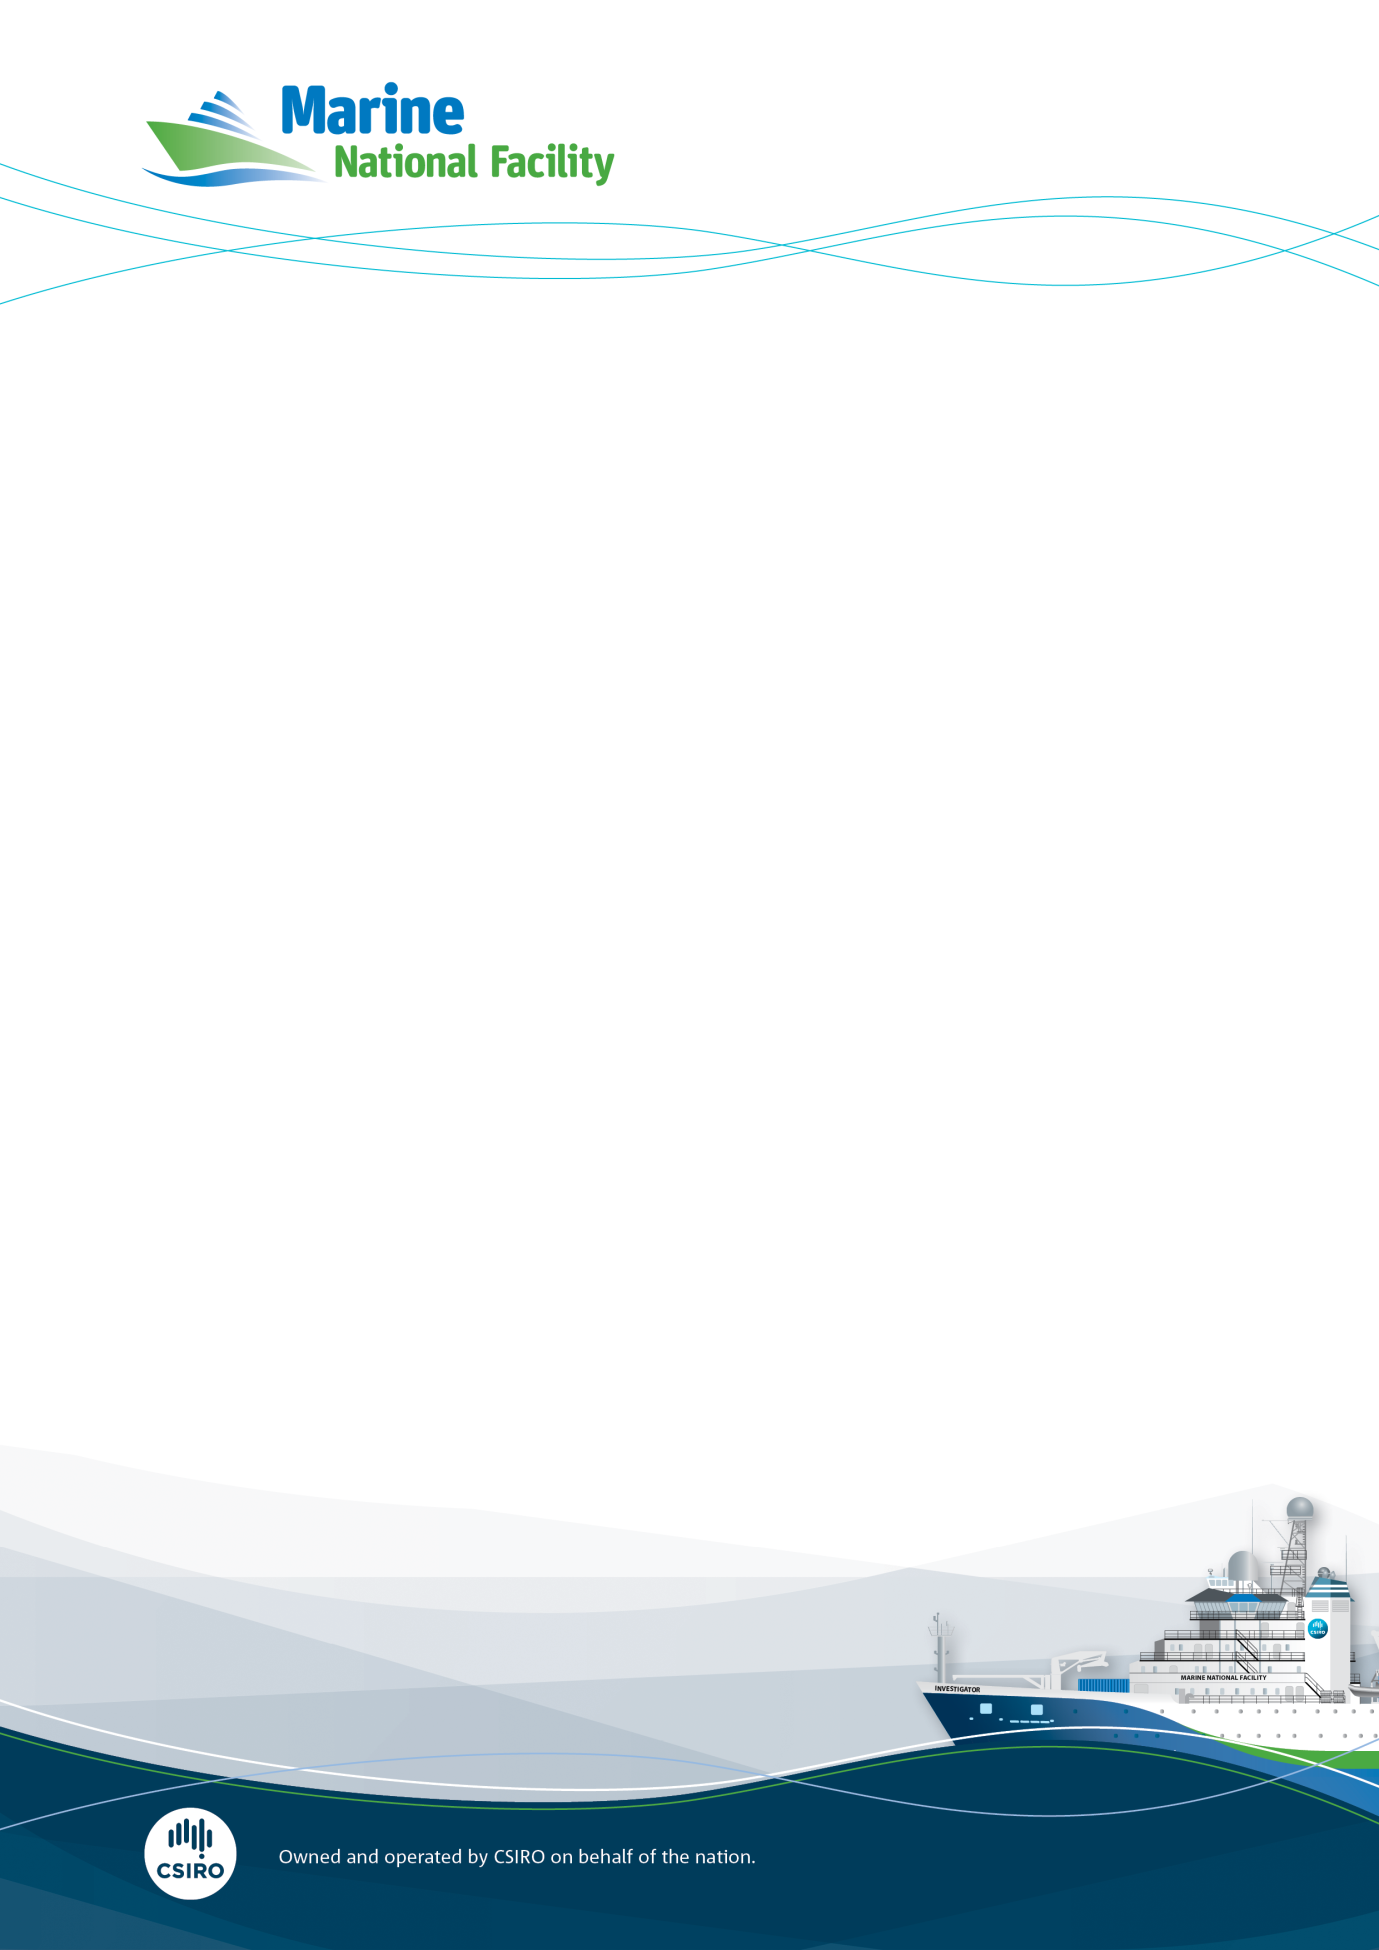 Marine
National Facility
CSIRO
MARINE NATIONAL FACILITY
INVESTIGATOR
CSIRO
Owned and operated by CSIRO on behalf of the nation.